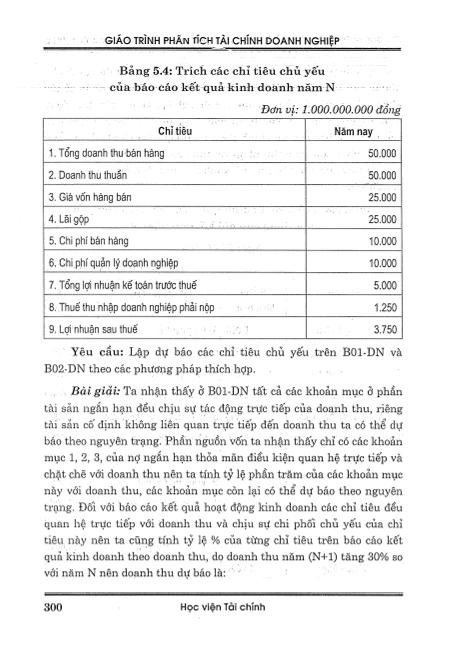 GIÁO TRÌNH PHÂN TÍCH TÀI CHÍNH DOANH NGHIỆP
Bảng 5.4: Trích các chỉ tiêu chủ yếu
của báo cáo kết quả kinh doanh năm N
Đơn vị: 1.000.000.000 đồng
Chỉ tiêu Năm nay
1. Tổng doanh thu bán hàng 50.000
2. Doanh thu thuần 50.000
3. Giá vốn hàng bán 25.000
4. Lãi gộp 25.000
5. Chi phí bán hàng 10.000
6. Chi phí quản lý doanh nghiệp 10.000
7. Tổng lợi nhuận kế toán trước thuế 5.000
8. Thuế thu nhập doanh nghiệp phải nộp 1.250
9. Lợi nhuận sau thuế 3.750
Yêu cầu: Lập dự báo các chỉ tiêu chủ yếu trên B01-DN và
B02-DN theo các phương pháp thích hợp.
Bài giải: Ta nhận thấy ở B01-DN tất cả các khoản mục ở phần
tài sản ngắn hạn đều chịu sự tác động trực tiếp của doanh thu, riêng
tài sản cố định không liên quan trực tiếp đến doanh thu ta có thể dự
báo theo nguyên trạng. Phần nguồn vốn ta nhận thấy chỉ có các khoản
mục 1, 2, 3, của nợ ngắn hạn thỏa mãn điều kiện quan hệ trực tiếp và
chặt chẽ với doanh thu nên ta tính tỷ lệ phần trăm của các khoản mục
này với doanh thu, các khoản mục còn lại có thể dự báo theo nguyên
trạng. Đối với báo cáo kết quả hoạt động kinh doanh các chỉ tiêu đều
quan hệ trực tiếp với doanh thu và chịu sự chi phối chủ yếu của chỉ
tiêu này nên ta cũng tính tỷ lệ % của từng chỉ tiêu trên báo cáo kết
quả kinh doanh theo doanh thu, do doanh thu năm (N+1) tăng 30% so
với năm N nên doanh thu dự báo là:
300 Học viện Tài chính